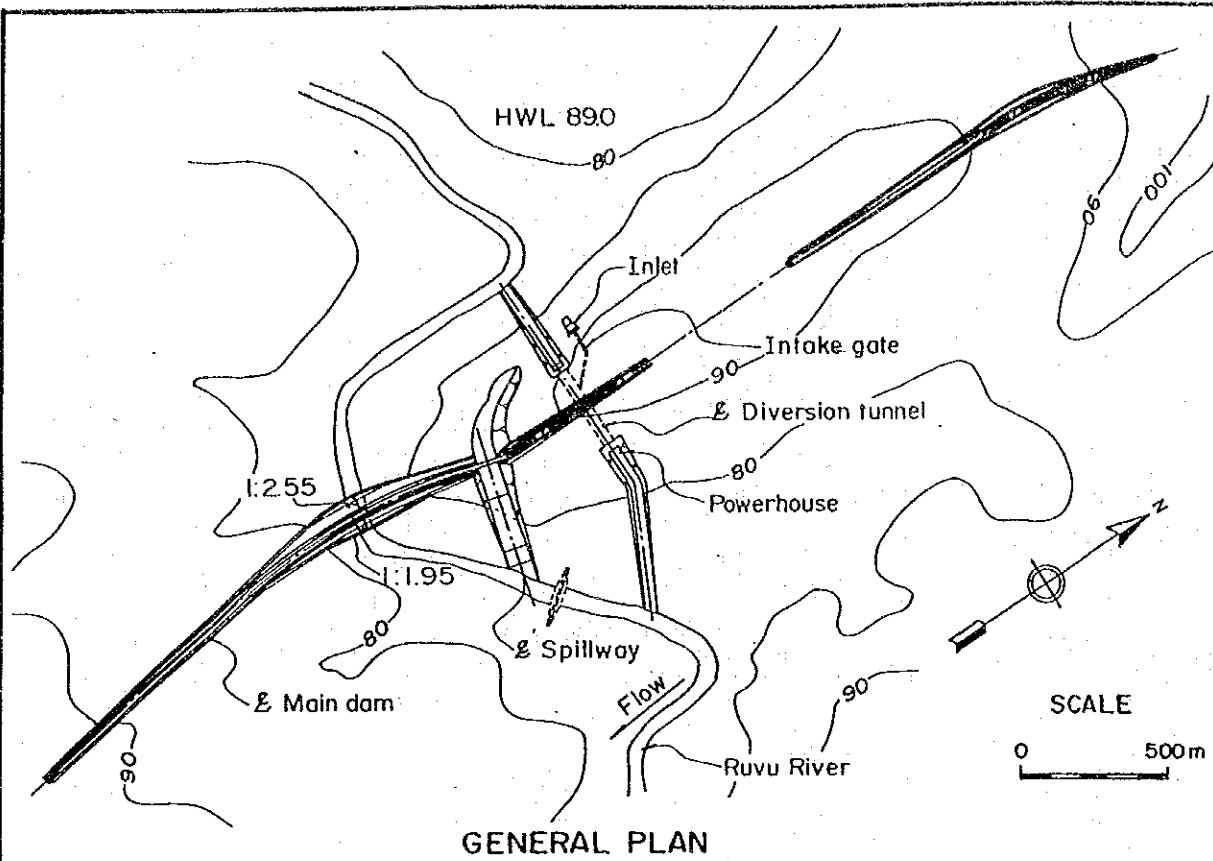 HWL 89.0
80
90
100
Inlet
Intake gate
90
℄ Diversion tunnel
80
1:2.55
Powerhouse
N
1:1.95
80
℄ Spillway
℄ Main dam
Flow
90
SCALE
0 500m
90
Ruvu River
GENERAL PLAN